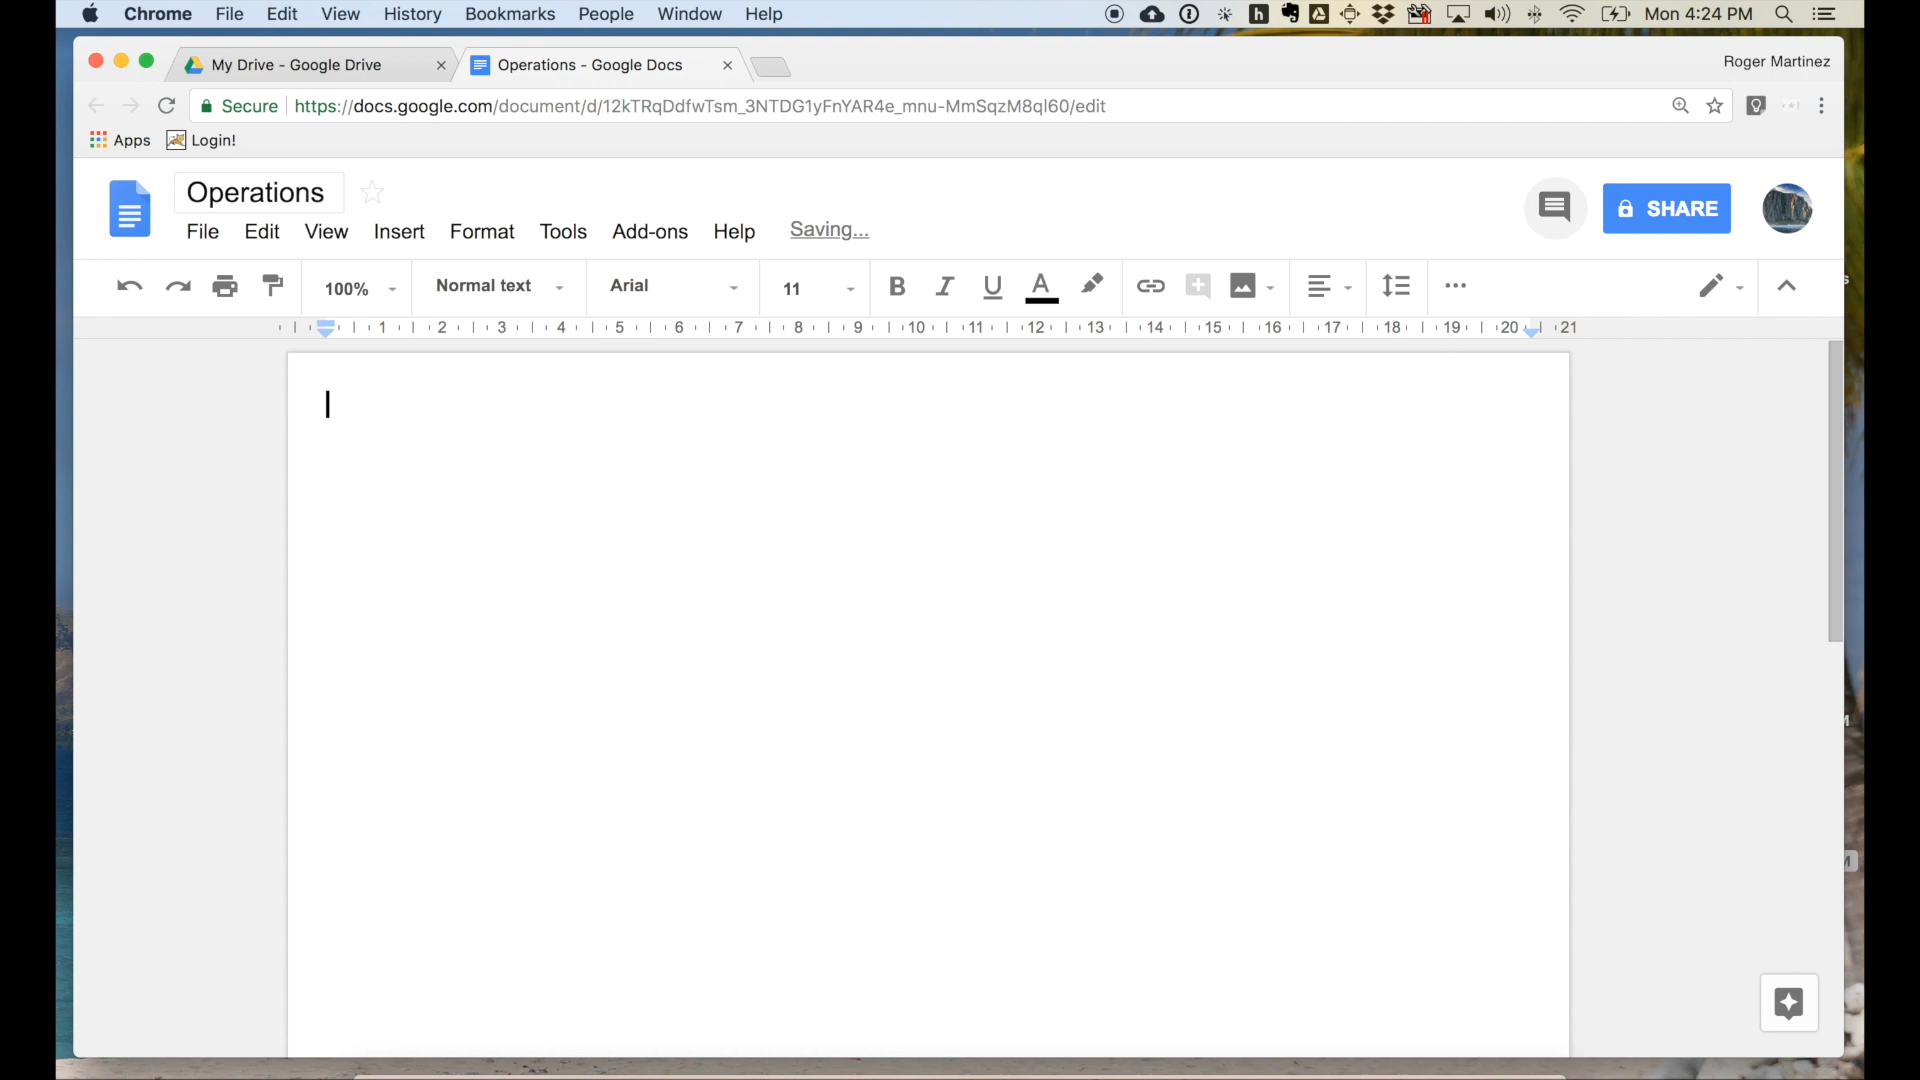 Chrome File Edit View History Bookmarks People Window Help Mon 4:24 PM
My Drive - Google Drive Operations - Google Docs Roger Martinez
Secure https://docs.google.com/document/d/12kTRqDdfwTsm_3NTDG1yFnYAR4e_mnu-MmSqzM8ql60/edit
Apps Login!
Operations
SHARE
File Edit View Insert Format Tools Add-ons Help Saving...
100% Normal text Arial 11 B I U A
1 2 3 4 5 6 7 8 9 10 11 12 13 14 15 16 17 18 19 20 21